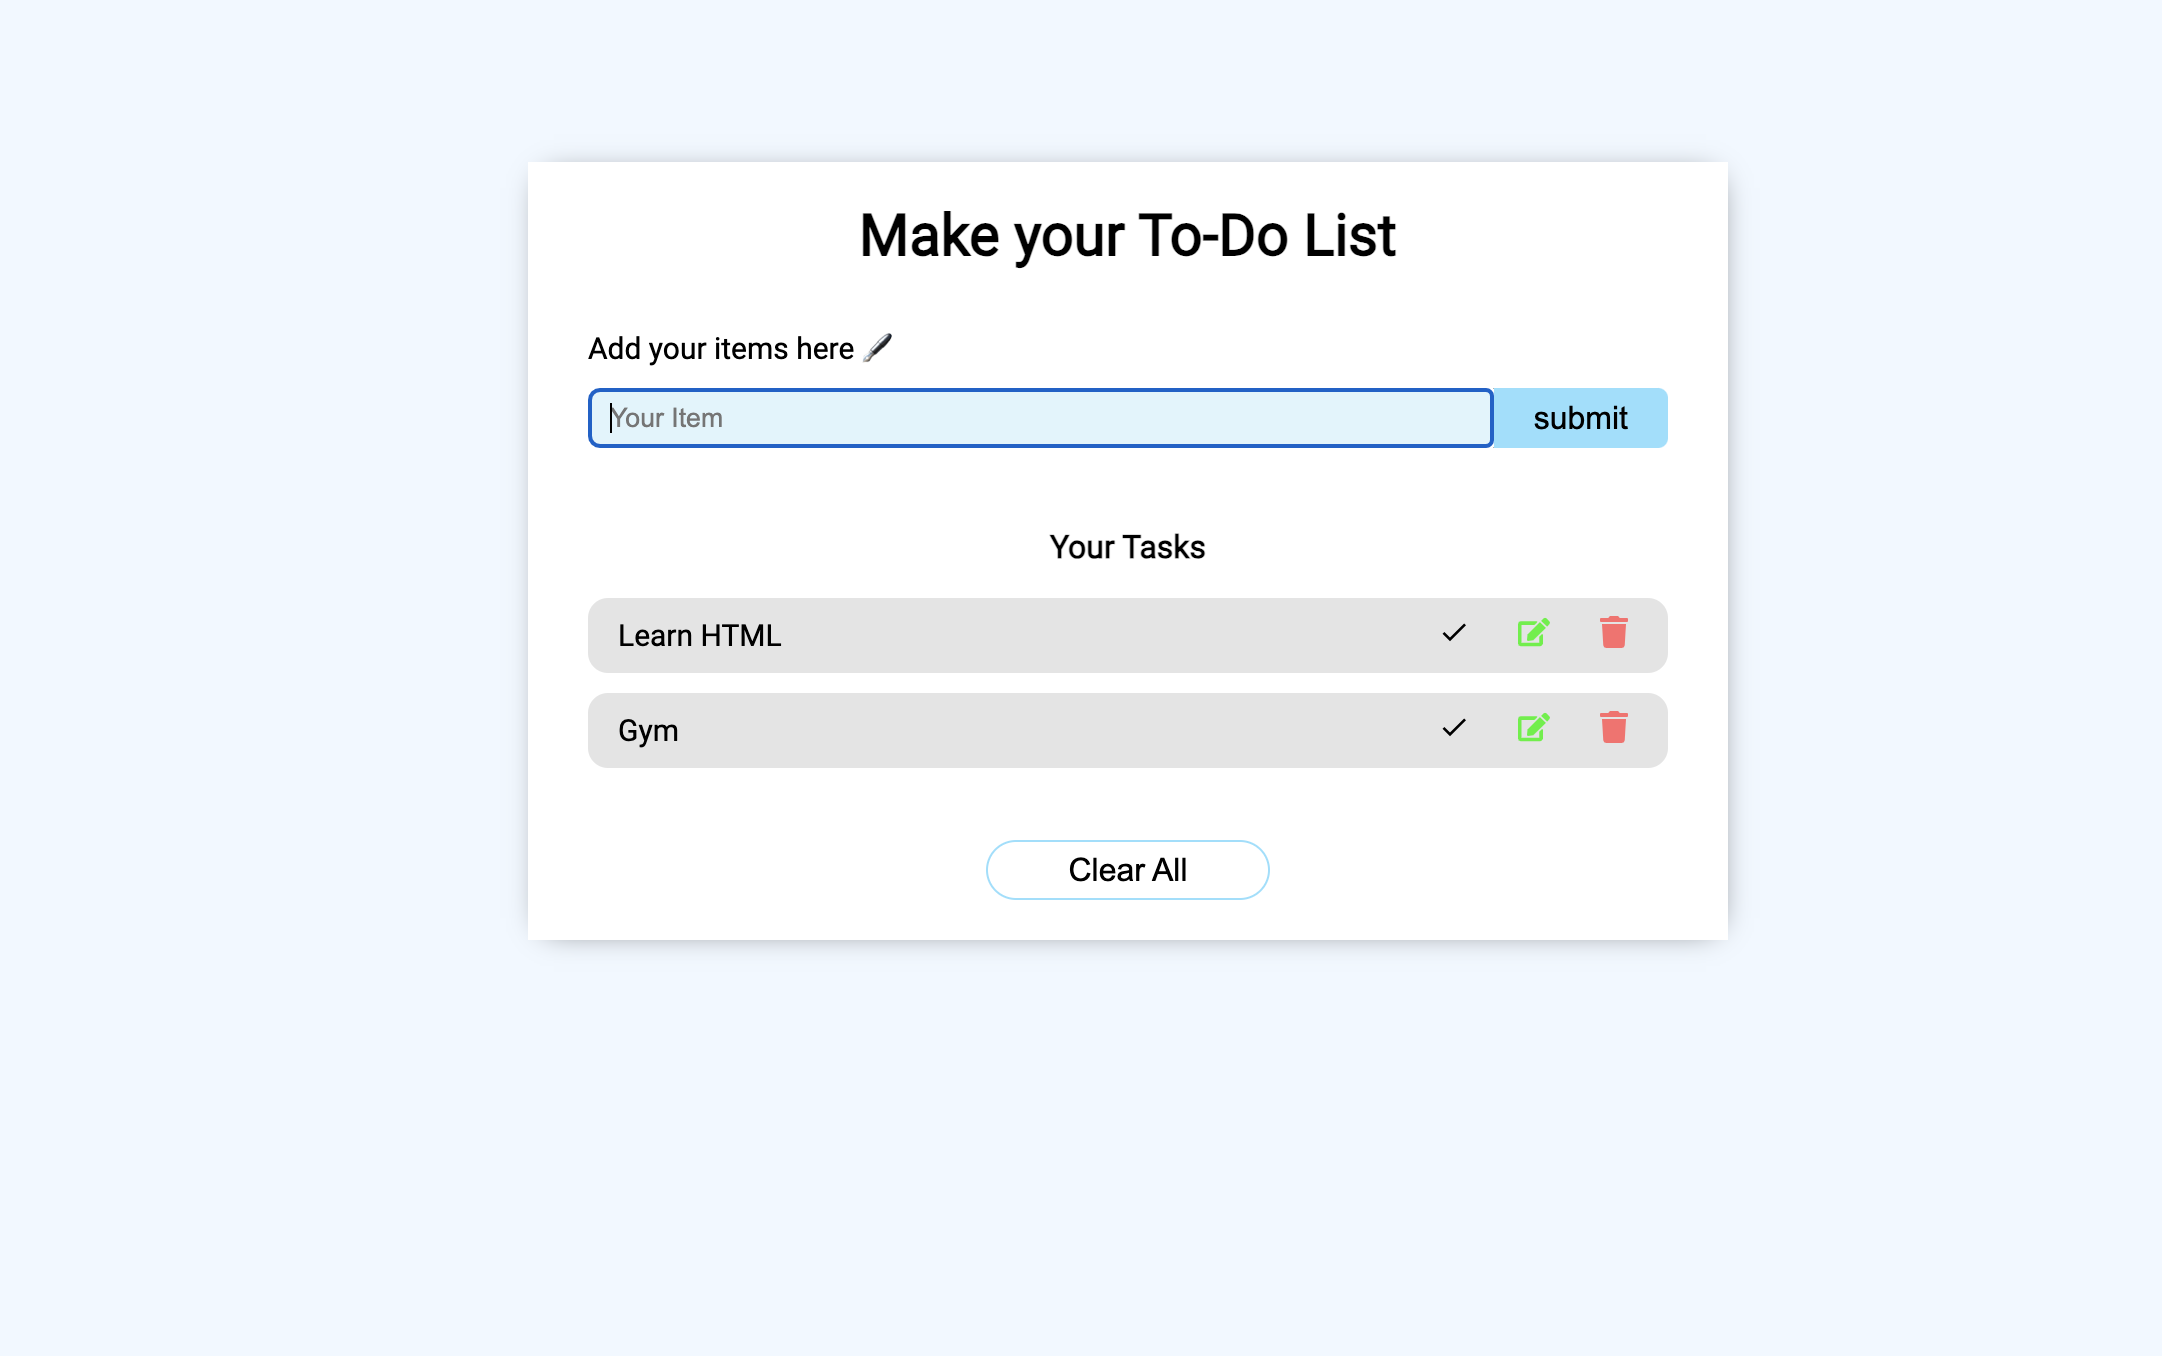 Make your To-Do List
Add your items here 🖋️
Your Item
submit
Your Tasks
Learn HTML
Gym
Clear All